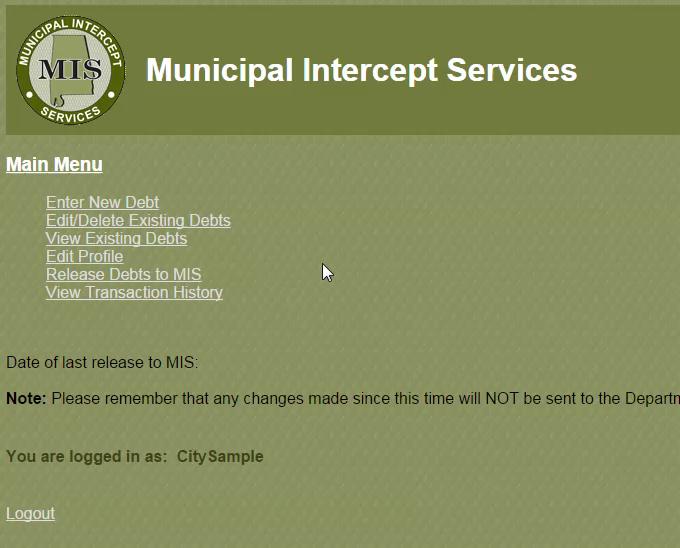 MUNICIPAL INTERCEPT
MIS
SERVICES
Municipal Intercept Services
Main Menu
Enter New Debt
Edit/Delete Existing Debts
View Existing Debts
Edit Profile
Release Debts to MIS
View Transaction History
Date of last release to MIS:
Note: Please remember that any changes made since this time will NOT be sent to the Departm
You are logged in as: CitySample
Logout